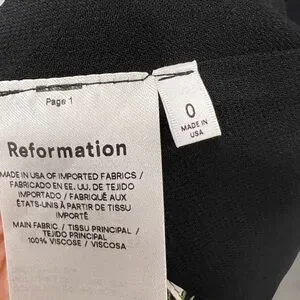 Page 1
Reformation
MADE IN USA OF IMPORTED FABRICS /
FABRICADO EN EE. UU. DE TEJIDO
IMPORTADO / FABRIQUÉ AUX
ÉTATS-UNIS À PARTIR DE TISSU
IMPORTÉ
MAIN FABRIC / TISSU PRINCIPAL /
TEJIDO PRINCIPAL
100% VISCOSE / VISCOSA
0
MADE IN
USA